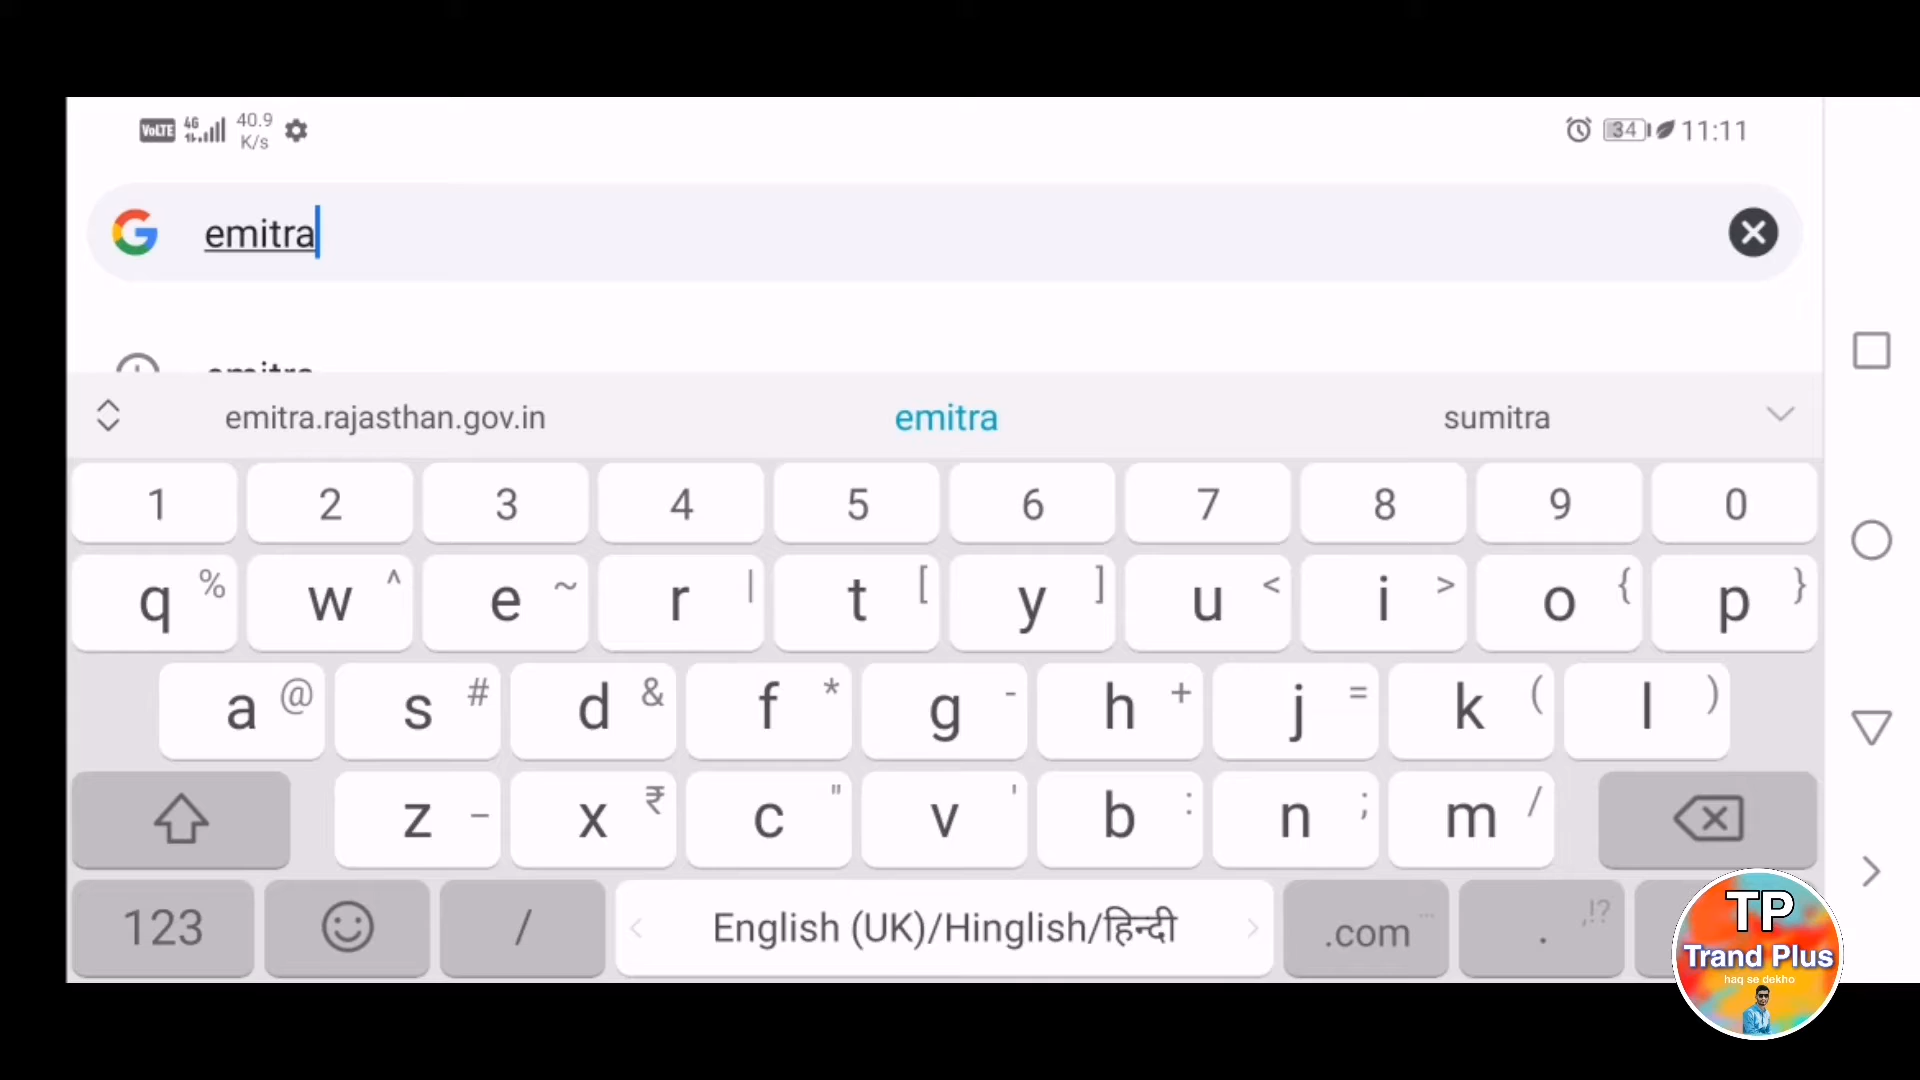 VoLTE 4G 40.9 K/s 34 11:11
emitra
emitra
emitra.rajasthan.gov.in emitra sumitra
1 2 3 4 5 6 7 8 9 0
q % w ^ e ~ r | t [ y ] u < i > o { p }
a @ s # d & f * g - h + j = k ( l )
z _ x ₹ c " v ' b : n ; m /
123 / English (UK)/Hinglish/हिन्दी .com ... . ,!?
TP
Trand Plus
haq se dekho